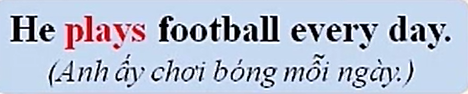 He plays football every day.
(Anh ấy chơi bóng mỗi ngày.)